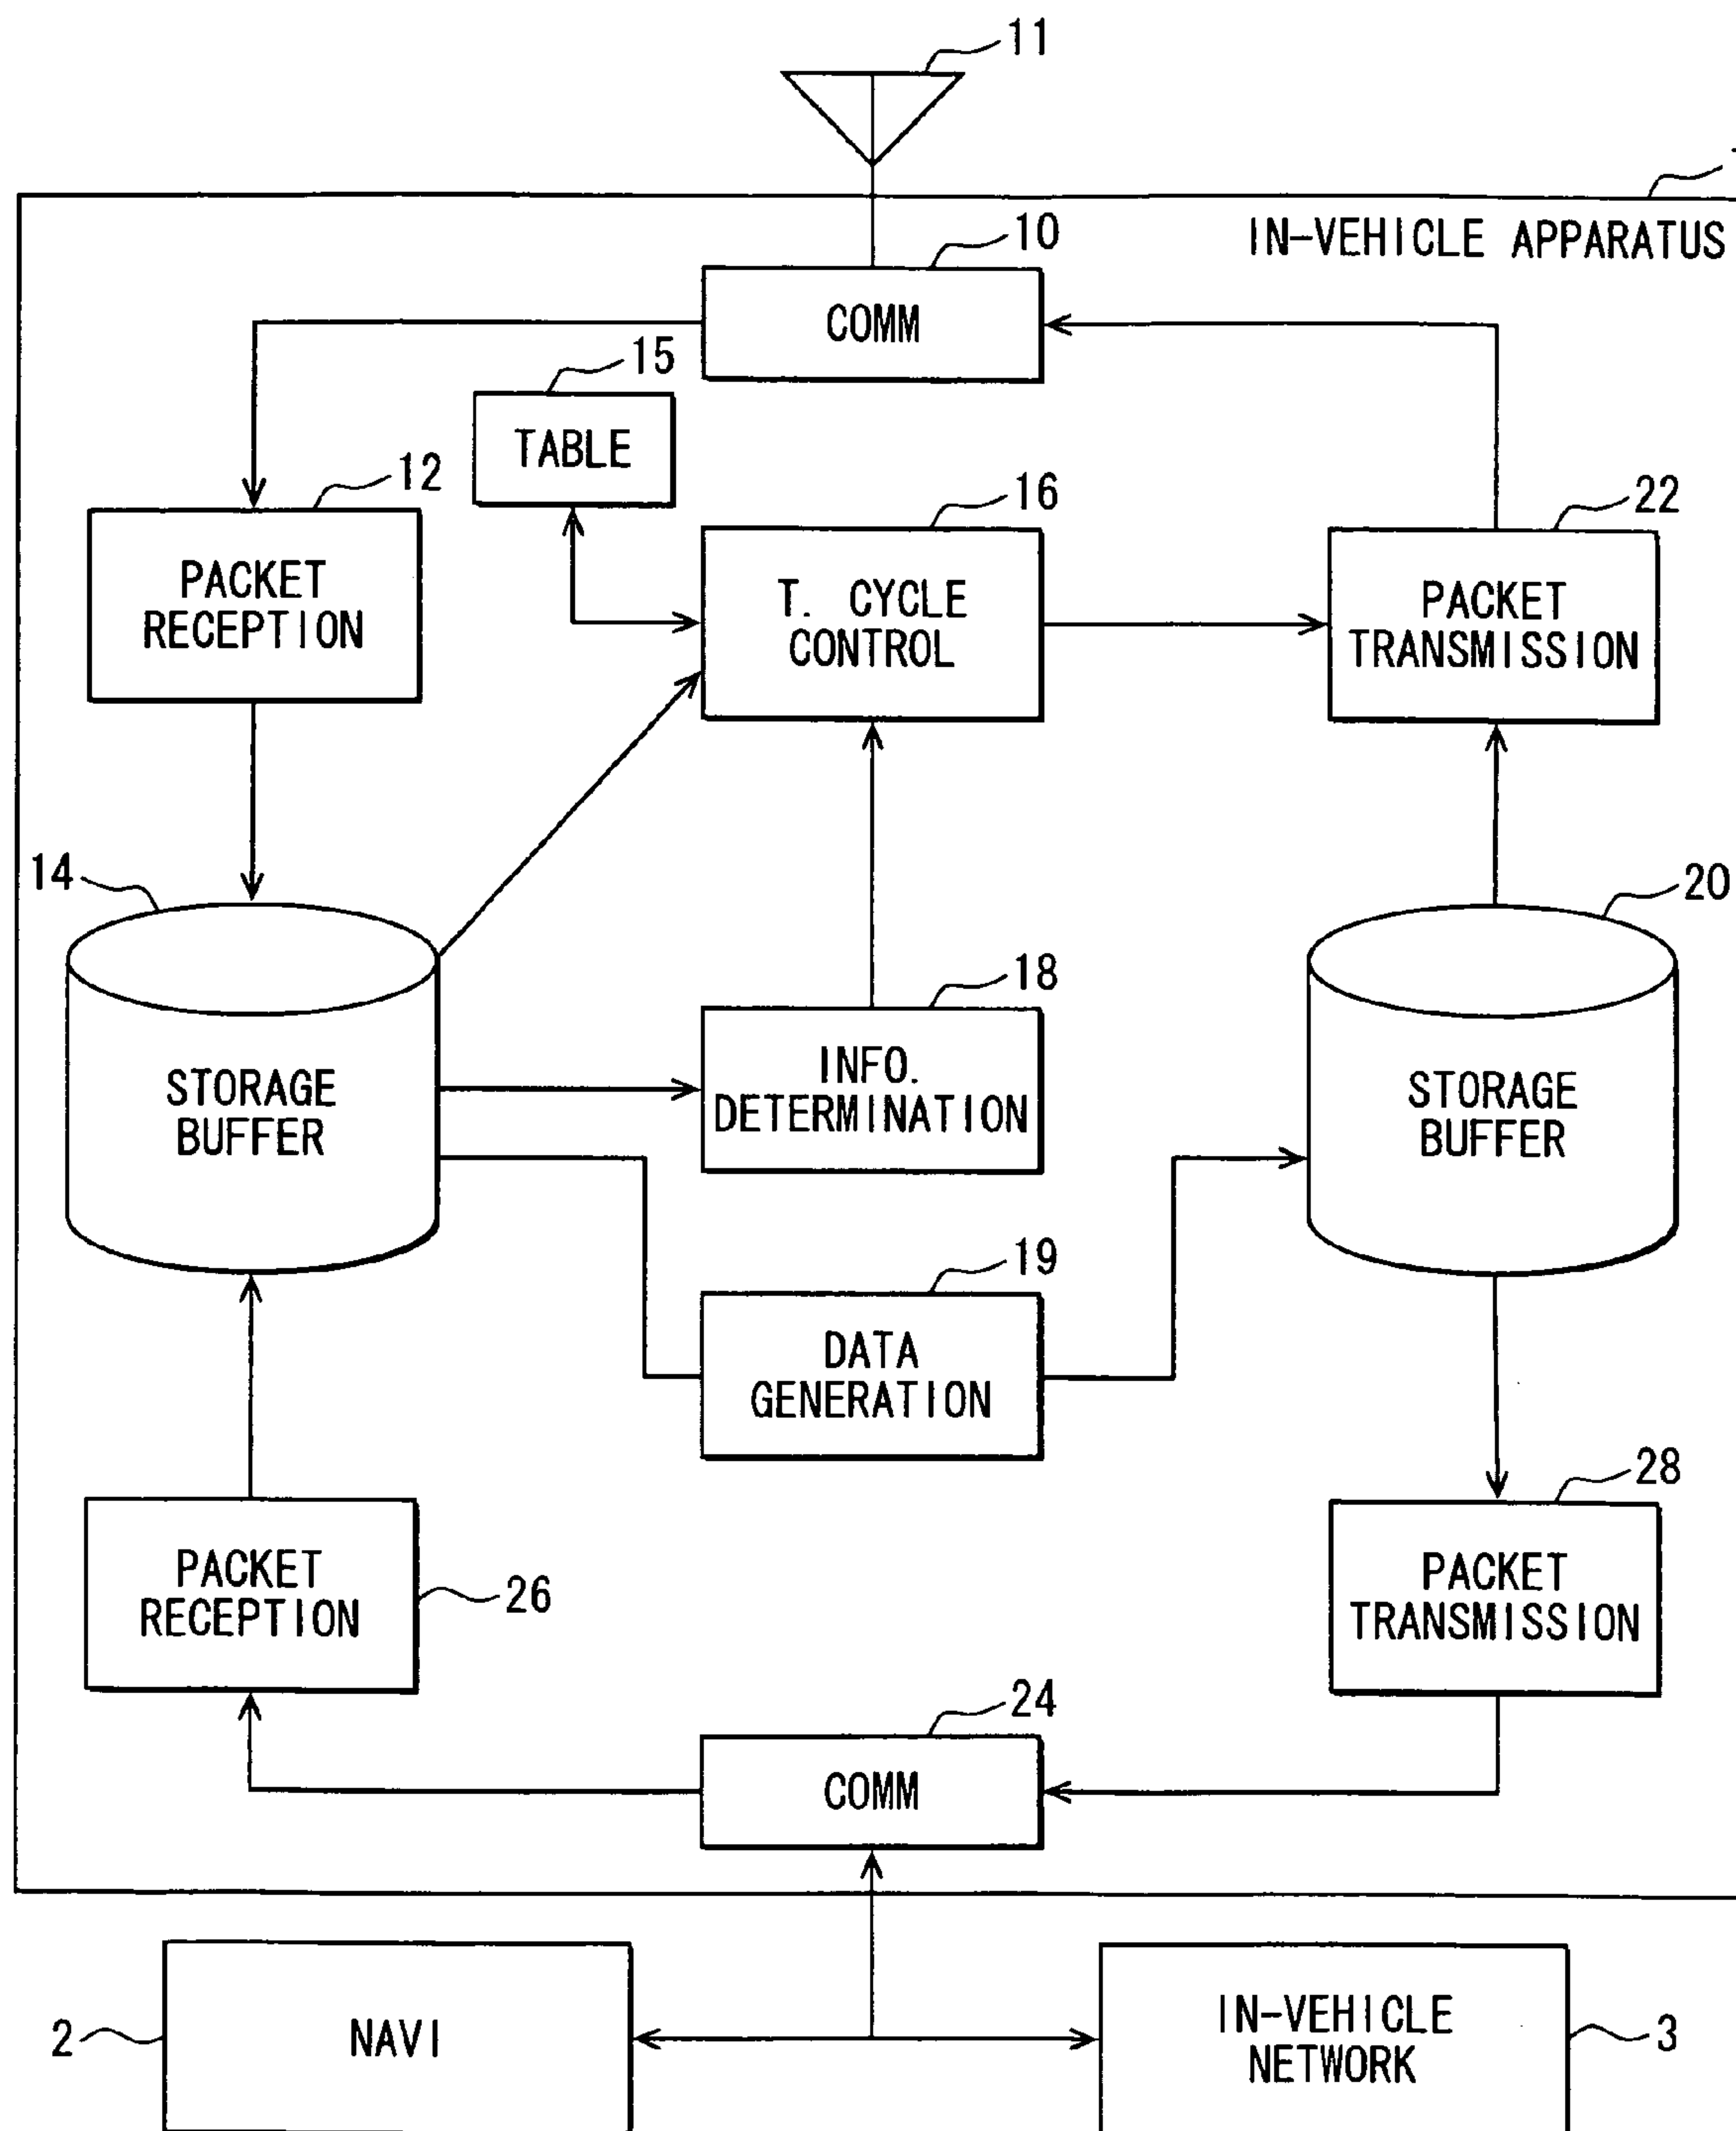 11
IN-VEHICLE APPARATUS
10
COMM
15
TABLE
12
PACKET
RECEPTION
16
T. CYCLE
CONTROL
22
PACKET
TRANSMISSION
14
STORAGE
BUFFER
18
INFO.
DETERMINATION
20
STORAGE
BUFFER
19
DATA
GENERATION
26
PACKET
RECEPTION
28
PACKET
TRANSMISSION
24
COMM
2
NAVI
IN-VEHICLE
NETWORK
3